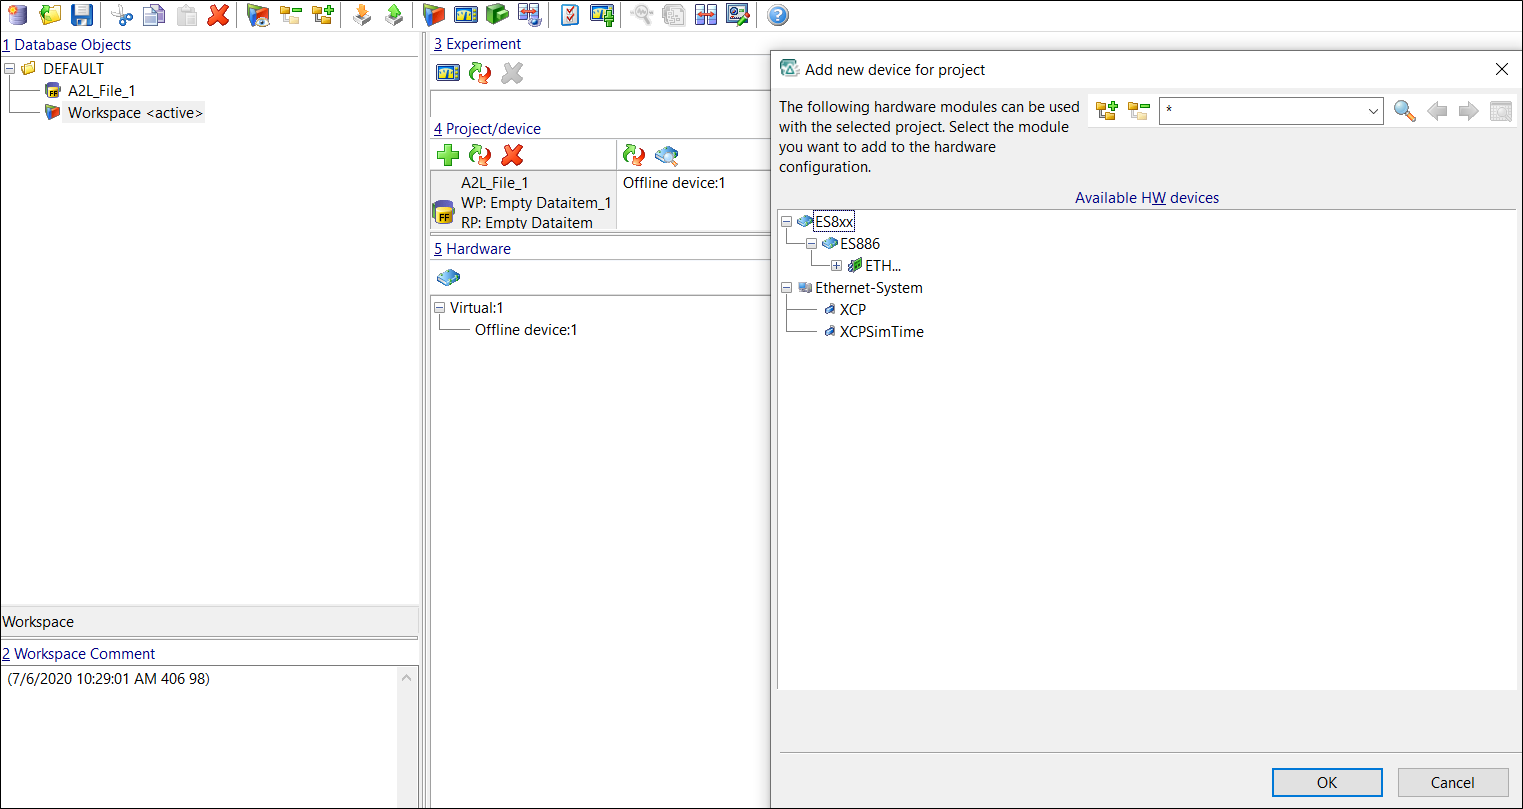 1 Database Objects
DEFAULT
A2L_File_1
Workspace <active>
Workspace
2 Workspace Comment
(7/6/2020 10:29:01 AM 406 98)
3 Experiment
4 Project/device
A2L_File_1
WP: Empty Dataitem_1
RP: Empty Dataitem
FF
Offline device:1
5 Hardware
Virtual:1
Offline device:1
Add new device for project
The following hardware modules can be used
with the selected project. Select the module
you want to add to the hardware
configuration.
*
Available HW devices
ES8xx
ES886
ETH...
Ethernet-System
XCP
XCPSimTime
OK
Cancel